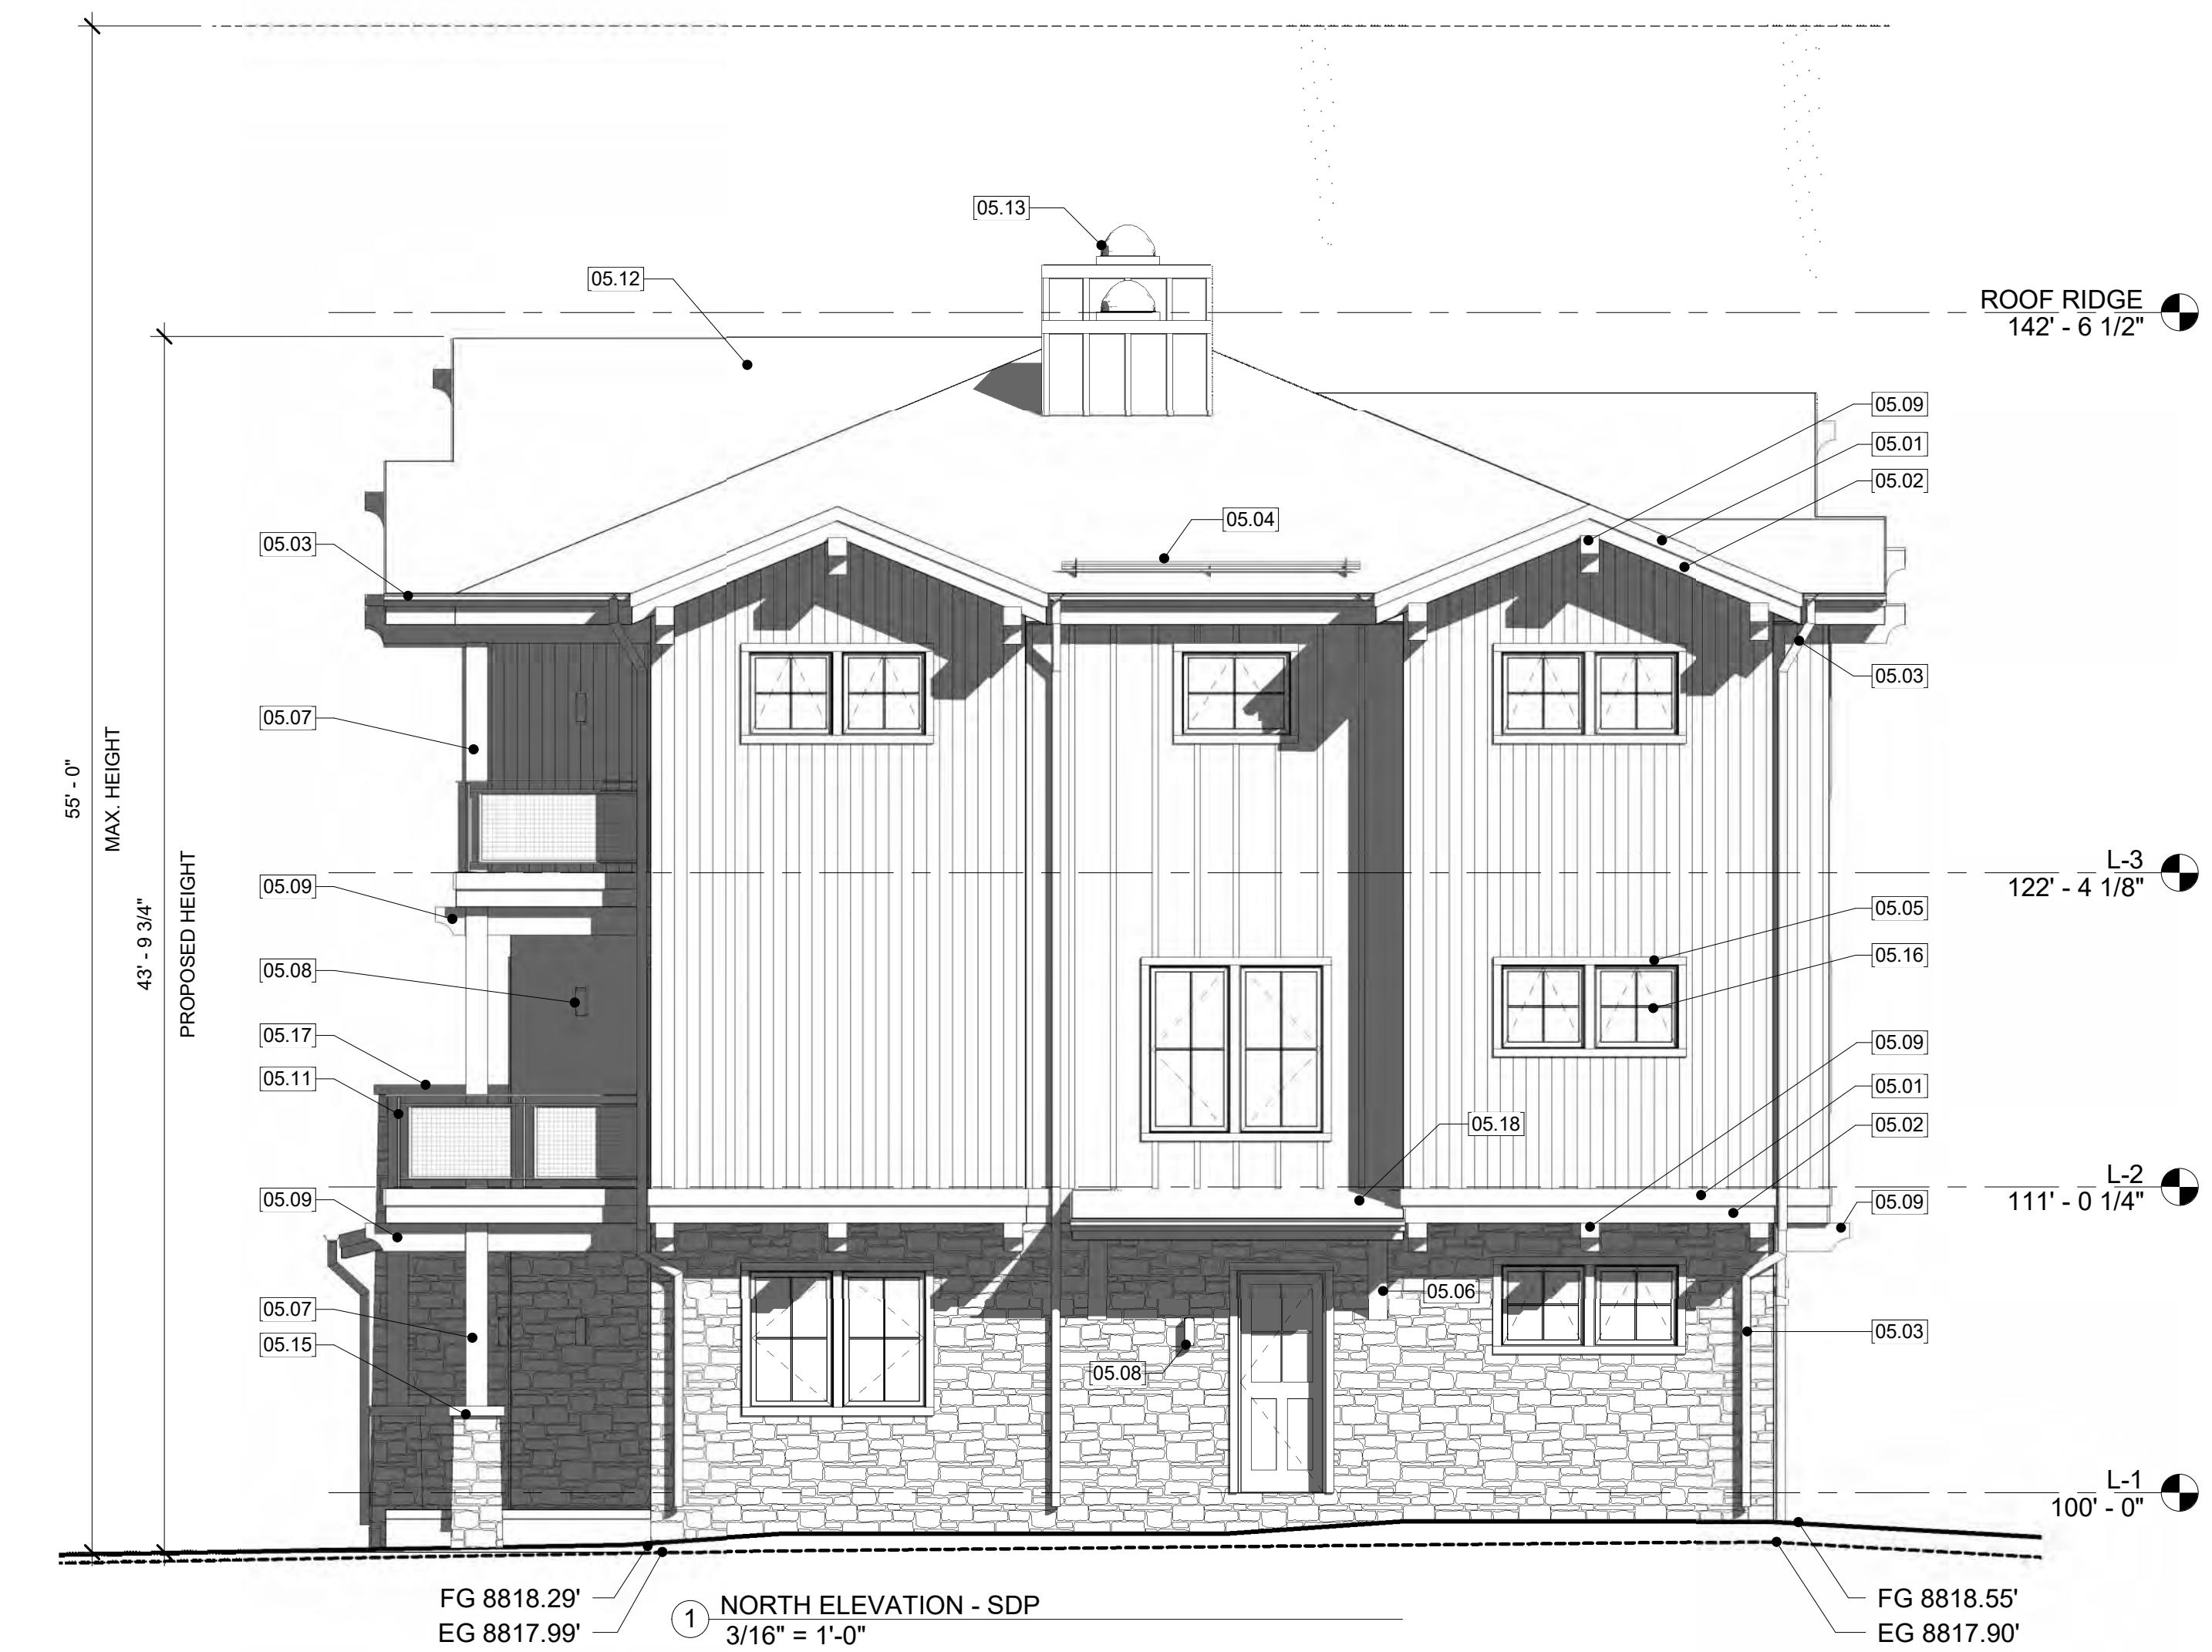 05.13
05.12
ROOF RIDGE
142' - 6 1/2"
05.09
05.01
05.02
05.04
05.03
05.03
05.07
55' - 0"
MAX. HEIGHT
43' - 9 3/4"
PROPOSED HEIGHT
L-3
122' - 4 1/8"
05.09
05.05
05.16
05.08
05.17
05.11
05.09
05.01
05.02
05.18
L-2
111' - 0 1/4"
05.09
05.09
05.06
05.07
05.03
05.15
05.08
L-1
100' - 0"
FG 8818.29'
EG 8817.99'
1
NORTH ELEVATION - SDP
3/16" = 1'-0"
FG 8818.55'
EG 8817.90'